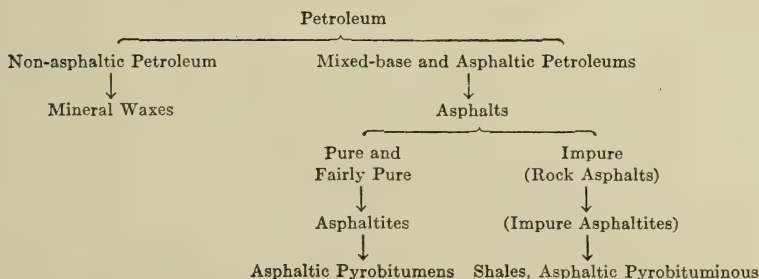 Petroleum
Non-asphaltic Petroleum Mixed-base and Asphaltic Petroleums
Mineral Waxes Asphalts
Pure and Impure
Fairly Pure (Rock Asphalts)
Asphaltites (Impure Asphaltites)
Asphaltic Pyrobitumens Shales, Asphaltic Pyrobituminous